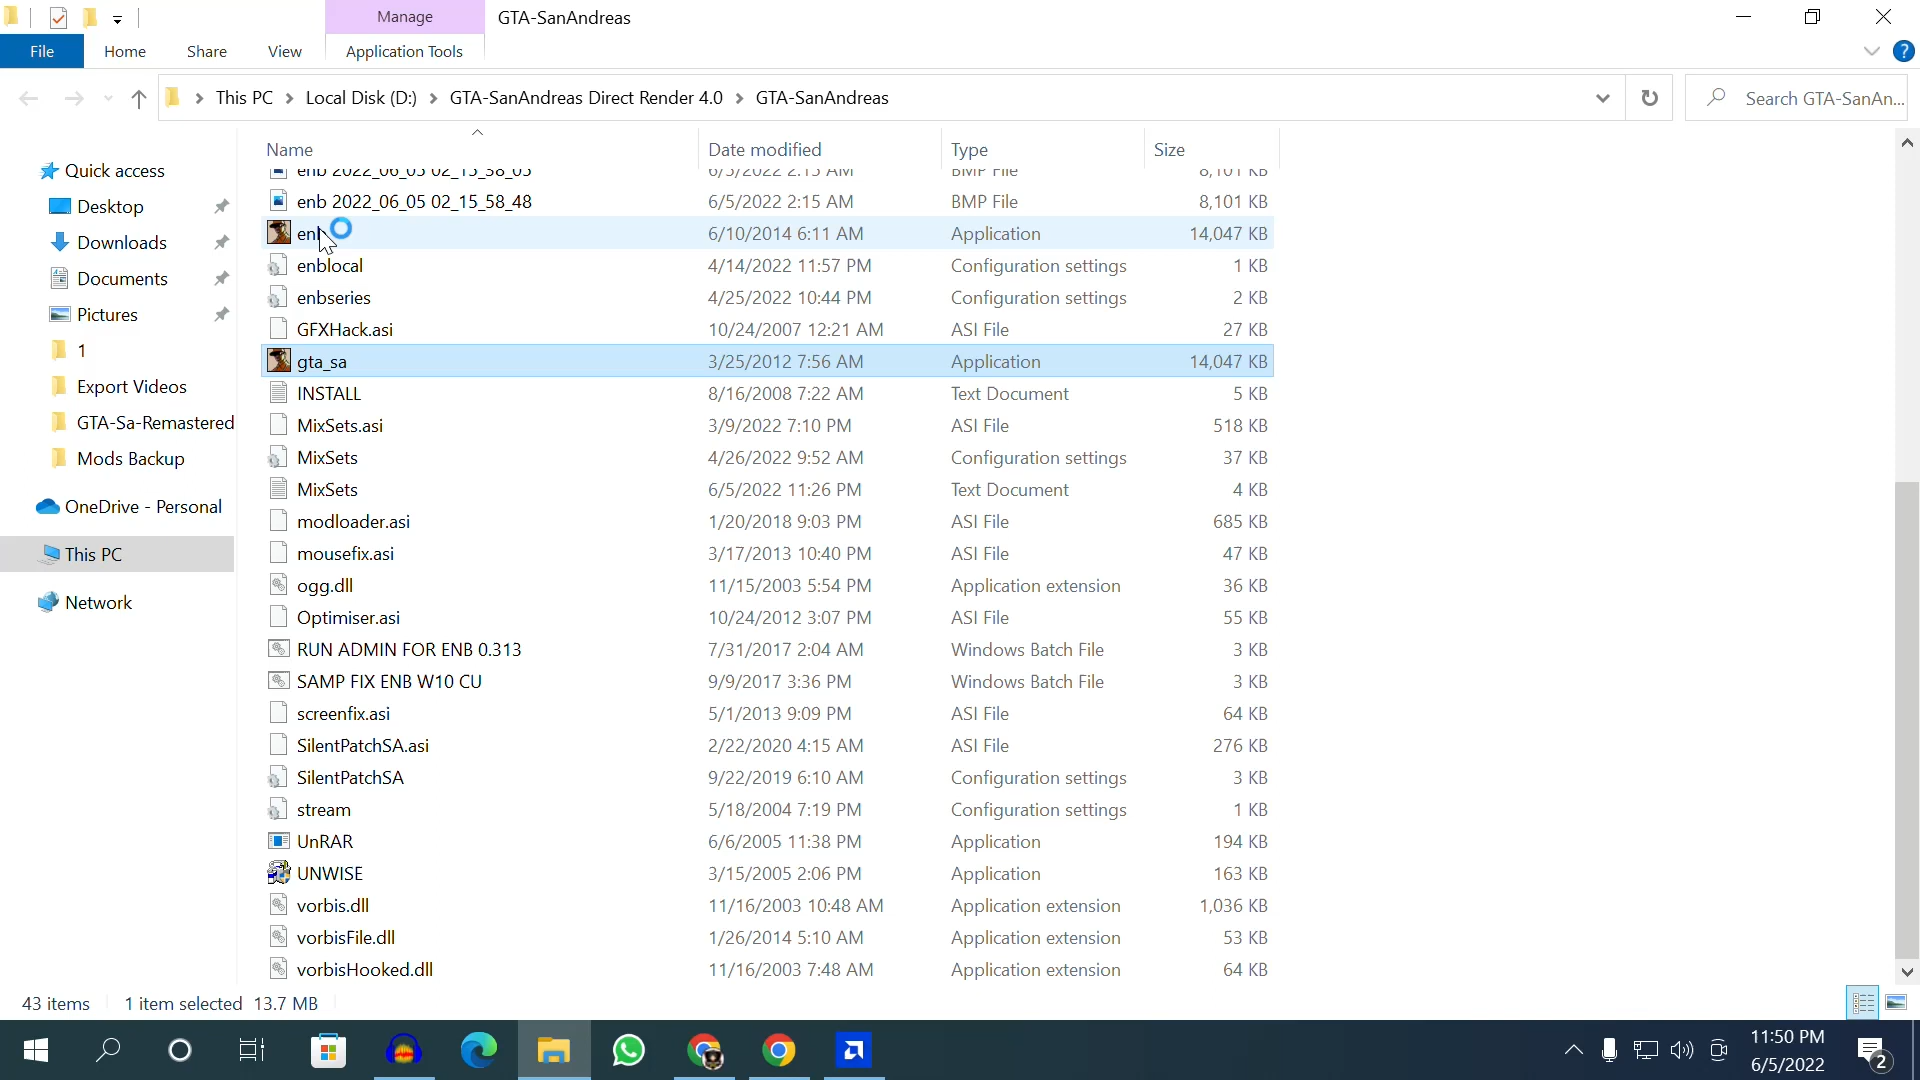 Manage
GTA-SanAndreas
File
Home
Share
View
Application Tools
This PC
Local Disk (D:)
GTA-SanAndreas Direct Render 4.0
GTA-SanAndreas
Search GTA-SanAn...
Name
Date modified
Type
Size
Quick access
Desktop
Downloads
Documents
Pictures
1
Export Videos
GTA-Sa-Remastered
Mods Backup
OneDrive - Personal
This PC
Network
6/5/2022 2:15 AM BMP File 8,101 KB
enb 2022_06_05 02_15_58_48 6/5/2022 2:15 AM BMP File 8,101 KB
6/10/2014 6:11 AM Application 14,047 KB
enblocal 4/14/2022 11:57 PM Configuration settings 1 KB
enbseries 4/25/2022 10:44 PM Configuration settings 2 KB
GFXHack.asi 10/24/2007 12:21 AM ASI File 27 KB
gta_sa 3/25/2012 7:56 AM Application 14,047 KB
INSTALL 8/16/2008 7:22 AM Text Document 5 KB
MixSets.asi 3/9/2022 7:10 PM ASI File 518 KB
MixSets 4/26/2022 9:52 AM Configuration settings 37 KB
MixSets 6/5/2022 11:26 PM Text Document 4 KB
modloader.asi 1/20/2018 9:03 PM ASI File 685 KB
mousefix.asi 3/17/2013 10:40 PM ASI File 47 KB
ogg.dll 11/15/2003 5:54 PM Application extension 36 KB
Optimiser.asi 10/24/2012 3:07 PM ASI File 55 KB
RUN ADMIN FOR ENB 0.313 7/31/2017 2:04 AM Windows Batch File 3 KB
SAMP FIX ENB W10 CU 9/9/2017 3:36 PM Windows Batch File 3 KB
screenfix.asi 5/1/2013 9:09 PM ASI File 64 KB
SilentPatchSA.asi 2/22/2020 4:15 AM ASI File 276 KB
SilentPatchSA 9/22/2019 6:10 AM Configuration settings 3 KB
stream 5/18/2004 7:19 PM Configuration settings 1 KB
UnRAR 6/6/2005 11:38 PM Application 194 KB
UNWISE 3/15/2005 2:06 PM Application 163 KB
vorbis.dll 11/16/2003 10:48 AM Application extension 1,036 KB
vorbisFile.dll 1/26/2014 5:10 AM Application extension 53 KB
vorbisHooked.dll 11/16/2003 7:48 AM Application extension 64 KB
43 items
1 item selected 13.7 MB
11:50 PM
6/5/2022
2